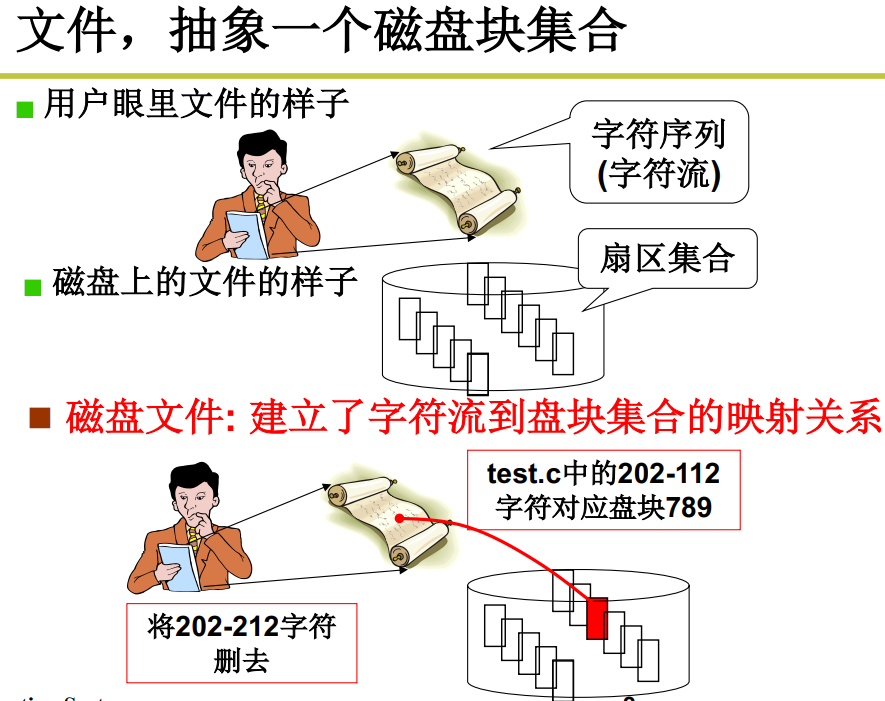 文件，抽象一个磁盘块集合
用户眼里文件的样子
字符序列
(字符流)
磁盘上的文件的样子
扇区集合
磁盘文件: 建立了字符流到盘块集合的映射关系
test.c中的202-112
字符对应盘块789
将202-212字符
删去